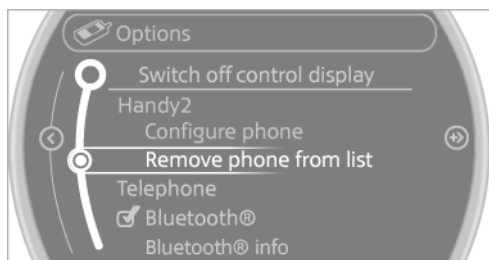 Options
Switch off control display
Handy2
Configure phone
Remove phone from list
Telephone
Bluetooth®
Bluetooth® info